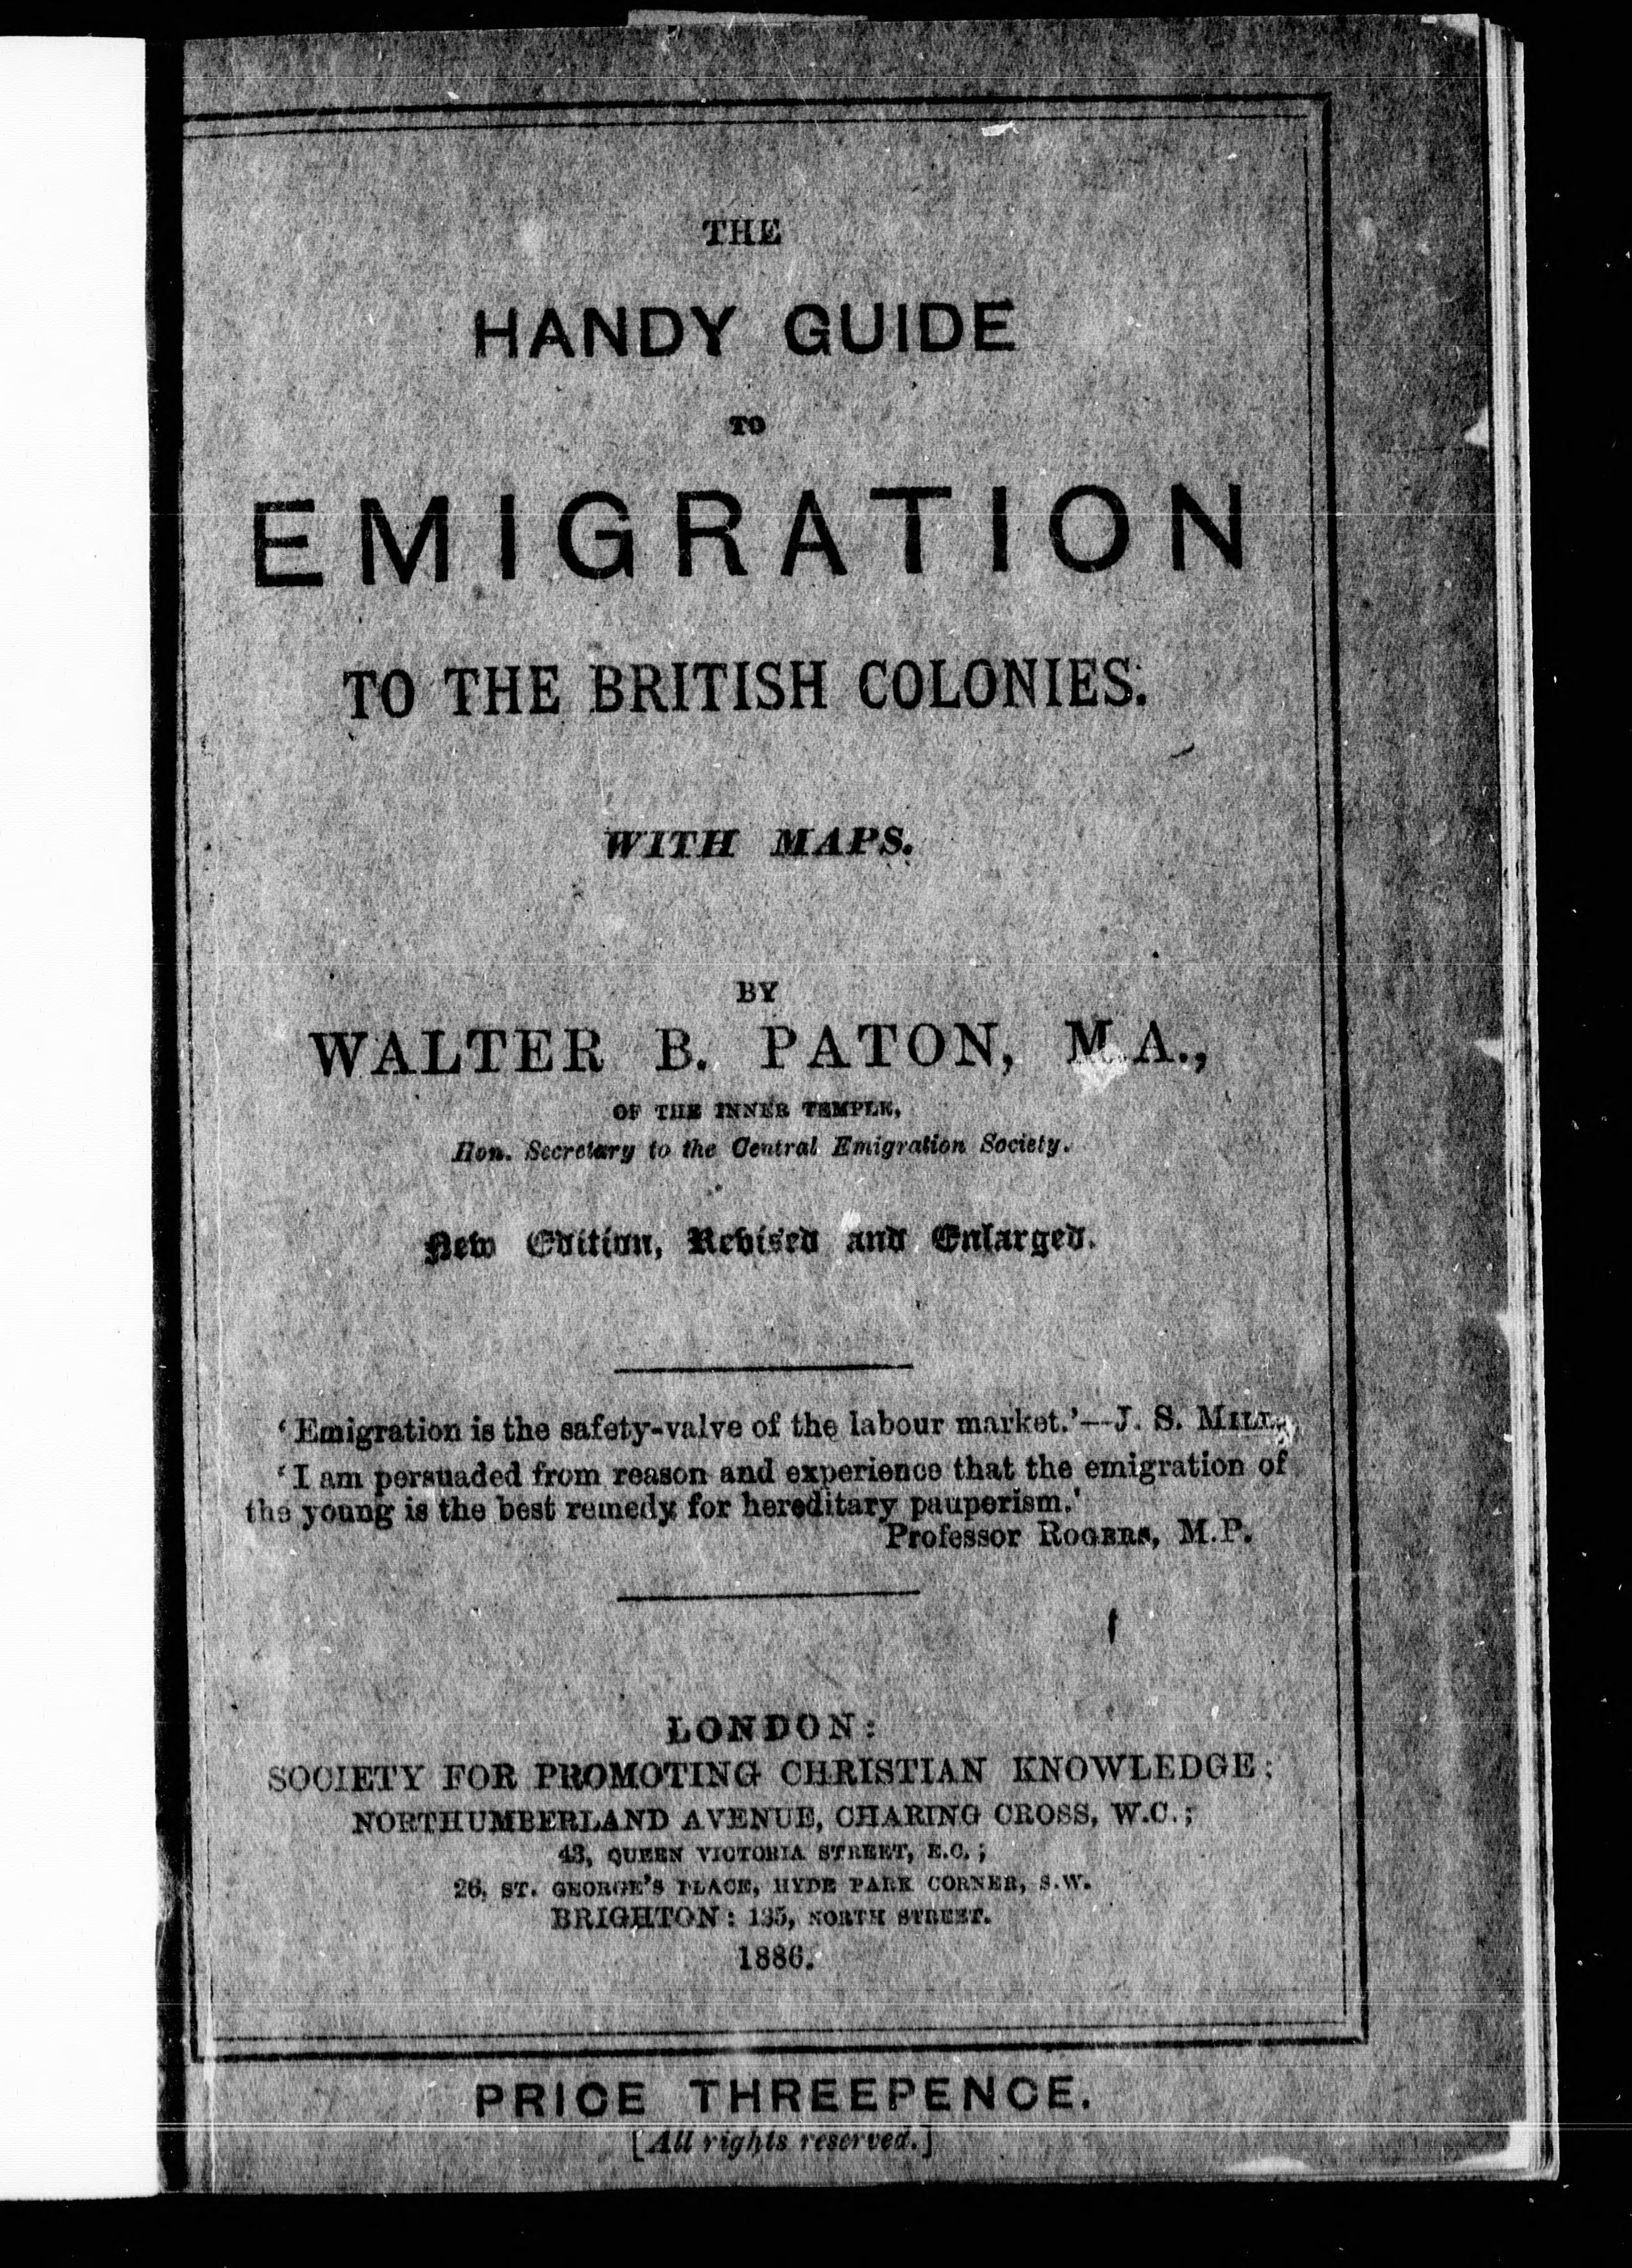 THE
HANDY GUIDE
TO
EMIGRATION
TO THE BRITISH COLONIES.
WITH MAPS.
BY
WALTER B. PATON, M.A.,
OF THE INNER TEMPLE,
Hon. Secretary to the Central Emigration Society.
New Edition, Revised and Enlarged.
'Emigration is the safety-valve of the labour market.'—J. S. MILL.
'I am persuaded from reason and experience that the emigration of
the young is the best remedy for hereditary pauperism.'
Professor ROGERS, M.P.
LONDON:
SOCIETY FOR PROMOTING CHRISTIAN KNOWLEDGE;
NORTHUMBERLAND AVENUE, CHARING CROSS, W.C.;
43, QUEEN VICTORIA STREET, E.C.;
26, ST. GEORGE'S PLACE, HYDE PARK CORNER, S.W.
BRIGHTON: 135, NORTH STREET.
1886.
PRICE THREEPENCE.
[All rights reserved.]